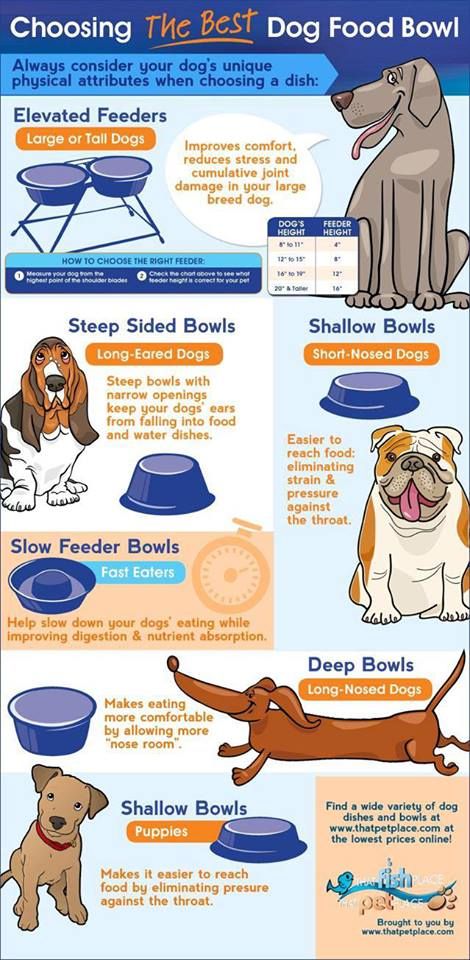 Choosing The Best Dog Food Bowl
Always consider your dog's unique
physical attributes when choosing a dish:
Elevated Feeders
Large or Tall Dogs
Improves comfort,
reduces stress and
cumulative joint
damage in your large
breed dog.
DOG'S HEIGHT FEEDER HEIGHT
8" to 11" 4"
12" to 15" 8"
16" to 19" 12"
20" & Taller 16"
HOW TO CHOOSE THE RIGHT FEEDER:
1 Measure your dog from the
highest point of the shoulder blades
2 Check the chart above to see what
feeder height is correct for your pet
Steep Sided Bowls
Long-Eared Dogs
Steep bowls with
narrow openings
keep your dogs' ears
from falling into food
and water dishes.
Shallow Bowls
Short-Nosed Dogs
Easier to
reach food:
eliminating
strain &
pressure
against
the throat.
Slow Feeder Bowls
Fast Eaters
Help slow down your dogs' eating while
improving digestion & nutrient absorption.
Deep Bowls
Long-Nosed Dogs
Makes eating
more comfortable
by allowing more
"nose room".
Shallow Bowls
Puppies
Makes it easier to reach
food by eliminating presure
against the throat.
Find a wide variety of dog
dishes and bowls at
www.thatpetplace.com at
the lowest prices online!
THAT fish PLACE
THAT pet PLACE
Brought to you by
www.thatpetplace.com